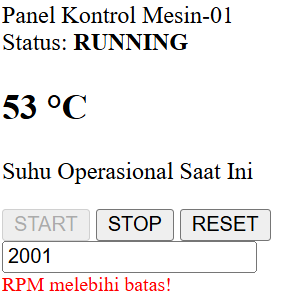 Panel Kontrol Mesin-01
Status: RUNNING
53 °C
Suhu Operasional Saat Ini
START STOP RESET
2001
RPM melebihi batas!